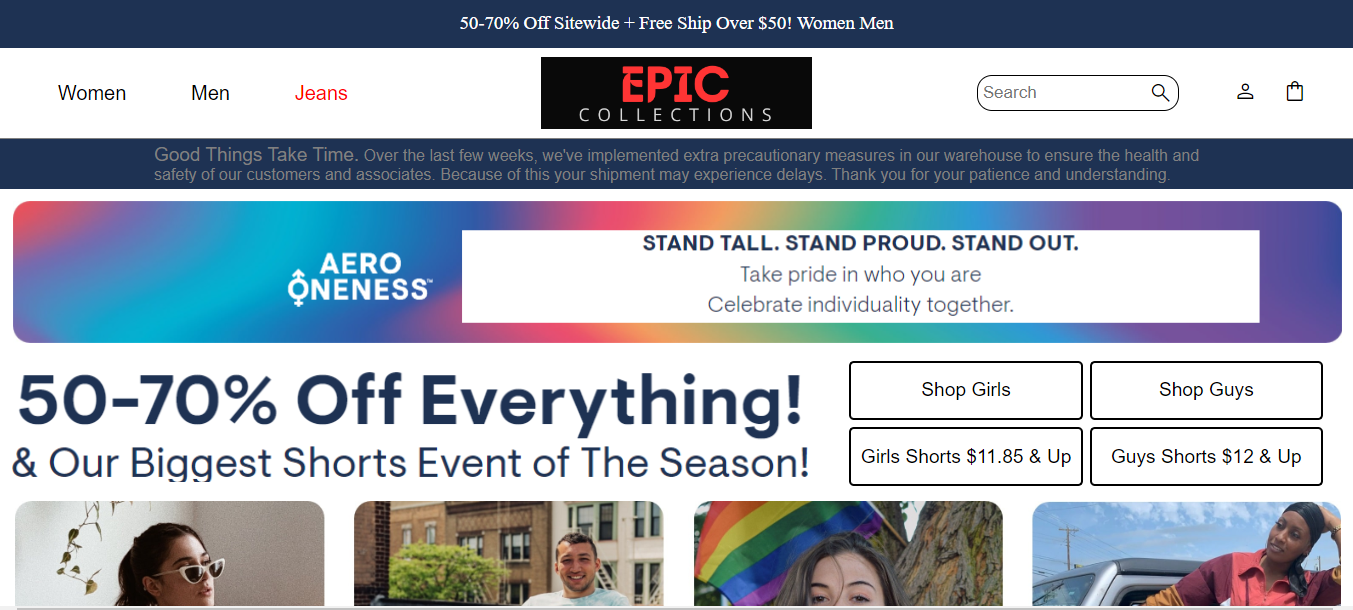 50-70% Off Sitewide + Free Ship Over $50! Women Men
Women Men Jeans
EPIC
COLLECTIONS
Search
Good Things Take Time. Over the last few weeks, we've implemented extra precautionary measures in our warehouse to ensure the health and
safety of our customers and associates. Because of this your shipment may experience delays. Thank you for your patience and understanding.
AERO
ONENESS™
STAND TALL. STAND PROUD. STAND OUT.
Take pride in who you are
Celebrate individuality together.
50-70% Off Everything!
& Our Biggest Shorts Event of The Season!
Shop Girls
Shop Guys
Girls Shorts $11.85 & Up
Guys Shorts $12 & Up